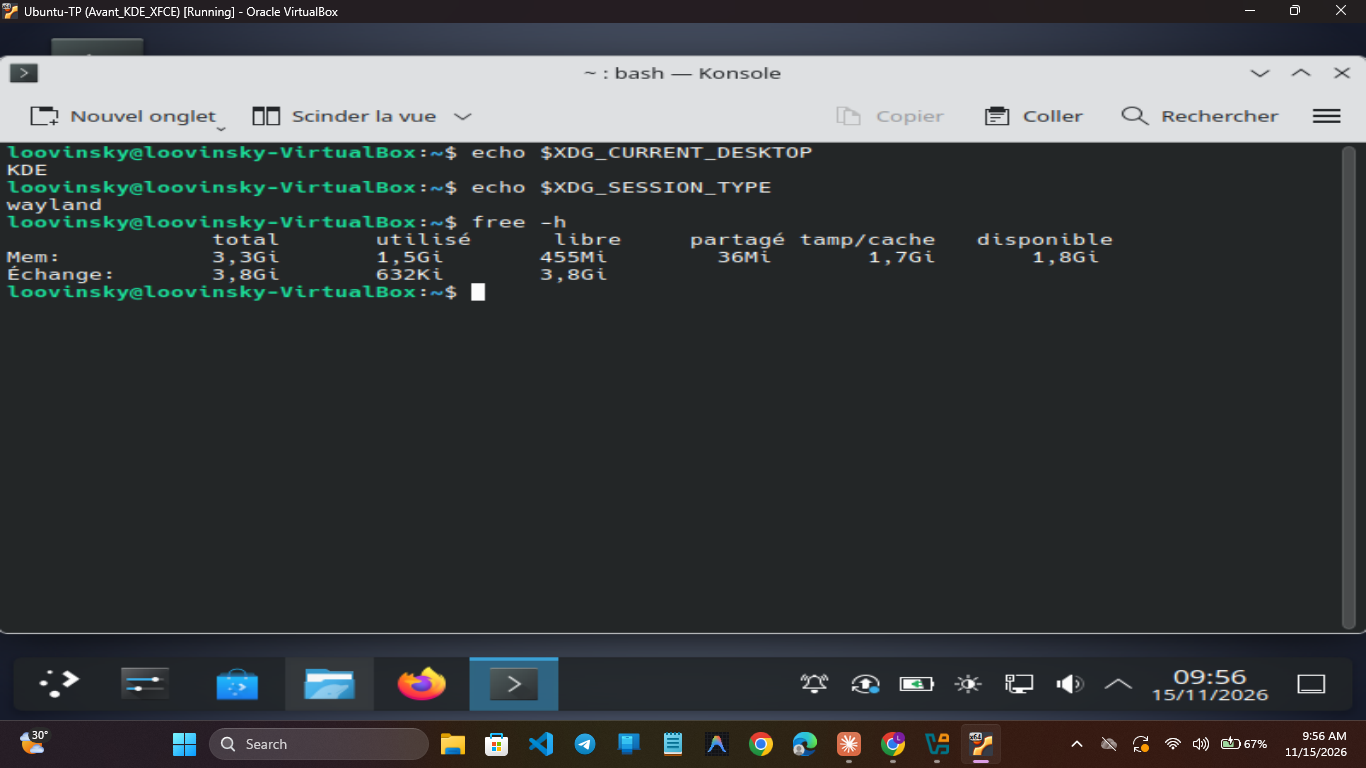 Ubuntu-TP (Avant_KDE_XFCE) [Running] - Oracle VirtualBox
~ : bash — Konsole
Nouvel onglet Scinder la vue Copier Coller Rechercher
loovinsky@loovinsky-VirtualBox:~$ echo $XDG_CURRENT_DESKTOP
KDE
loovinsky@loovinsky-VirtualBox:~$ echo $XDG_SESSION_TYPE
wayland
loovinsky@loovinsky-VirtualBox:~$ free -h
total utilisé libre partagé tamp/cache disponible
Mem: 3,3Gi 1,5Gi 455Mi 36Mi 1,7Gi 1,8Gi
Échange: 3,8Gi 632Ki 3,8Gi
loovinsky@loovinsky-VirtualBox:~$
09:56
15/11/2026
30°
Search
67%
9:56 AM
11/15/2026